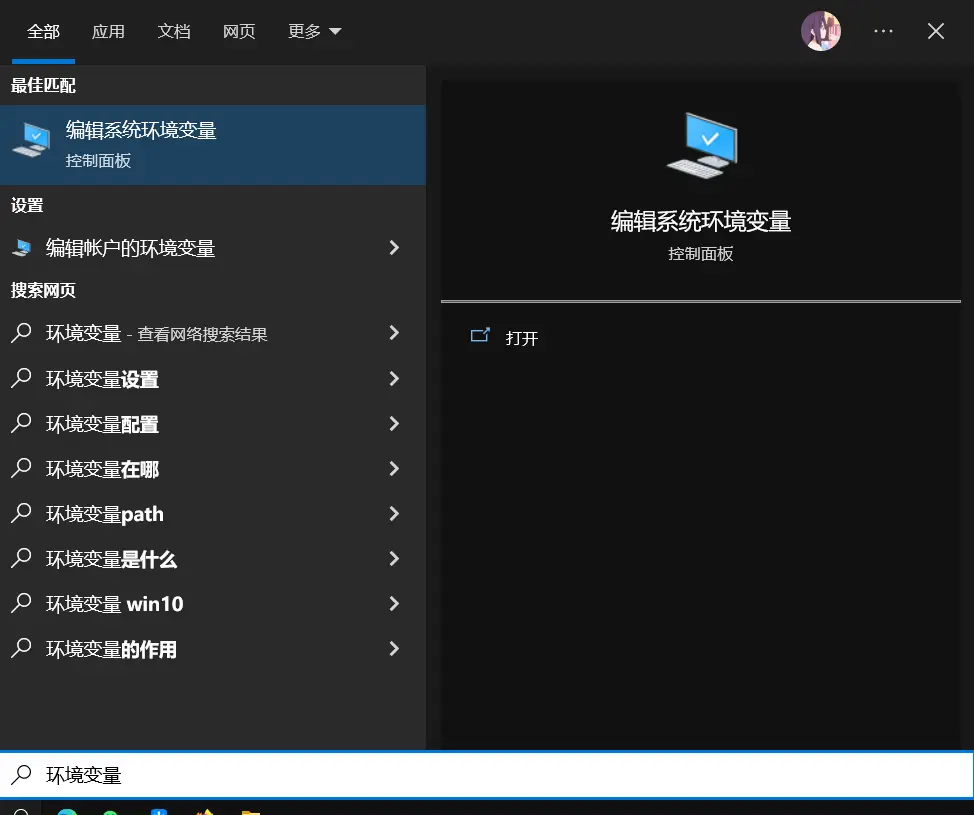 全部 应用 文档 网页 更多
最佳匹配
编辑系统环境变量
控制面板
设置
编辑帐户的环境变量
搜索网页
环境变量 - 查看网络搜索结果
环境变量设置
环境变量配置
环境变量在哪
环境变量path
环境变量是什么
环境变量 win10
环境变量的作用
编辑系统环境变量
控制面板
打开
环境变量